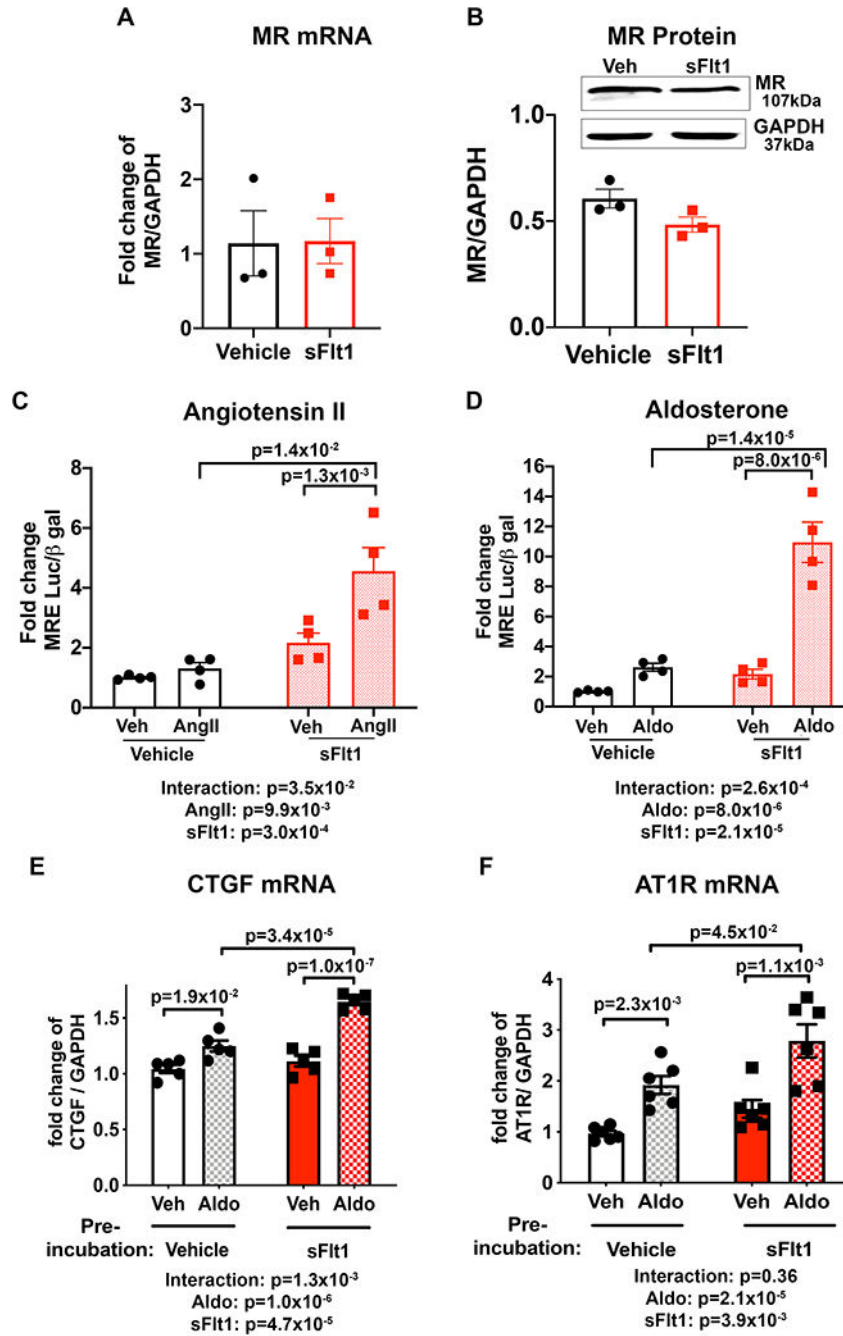 A
MR mRNA
Fold change of
MR/GAPDH
3
2
1
0
Vehicle sFlt1
B
MR Protein
Veh sFlt1
MR
107kDa
GAPDH
37kDa
MR/GAPDH
1.0
0.5
0.0
Vehicle sFlt1
C
Angiotensin II
p=1.4x10⁻²
p=1.3x10⁻³
Fold change
MRE Luc/β gal
8
6
4
2
0
Veh AngII Veh AngII
Vehicle sFlt1
Interaction: p=3.5x10⁻²
AngII: p=9.9x10⁻³
sFlt1: p=3.0x10⁻⁴
D
Aldosterone
p=1.4x10⁻⁵
p=8.0x10⁻⁶
Fold change
MRE Luc/β gal
16
14
12
10
8
6
4
2
0
Veh Aldo Veh Aldo
Vehicle sFlt1
Interaction: p=2.6x10⁻⁴
Aldo: p=8.0x10⁻⁶
sFlt1: p=2.1x10⁻⁵
E
CTGF mRNA
p=3.4x10⁻⁵
p=1.0x10⁻⁷
p=1.9x10⁻²
fold change of
CTGF / GAPDH
1.5
1.0
0.0
Veh Aldo Veh Aldo
Pre-
incubation: Vehicle sFlt1
Interaction: p=1.3x10⁻³
Aldo: p=1.0x10⁻⁶
sFlt1: p=4.7x10⁻⁵
F
AT1R mRNA
p=4.5x10⁻²
p=1.1x10⁻³
p=2.3x10⁻³
fold change of
AT1R/ GAPDH
4
3
2
1
0
Veh Aldo Veh Aldo
Pre-
incubation: Vehicle sFlt1
Interaction: p=0.36
Aldo: p=2.1x10⁻⁵
sFlt1: p=3.9x10⁻³